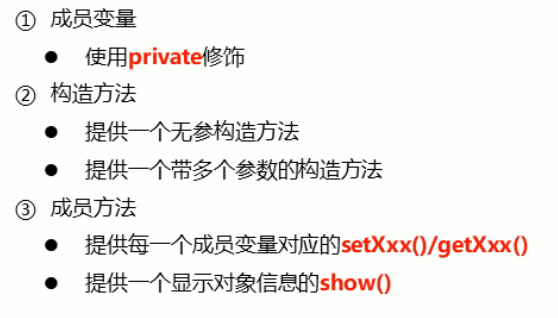 ① 成员变量
● 使用private修饰
② 构造方法
● 提供一个无参构造方法
● 提供一个带多个参数的构造方法
③ 成员方法
● 提供每一个成员变量对应的setXxx()/getXxx()
● 提供一个显示对象信息的show()